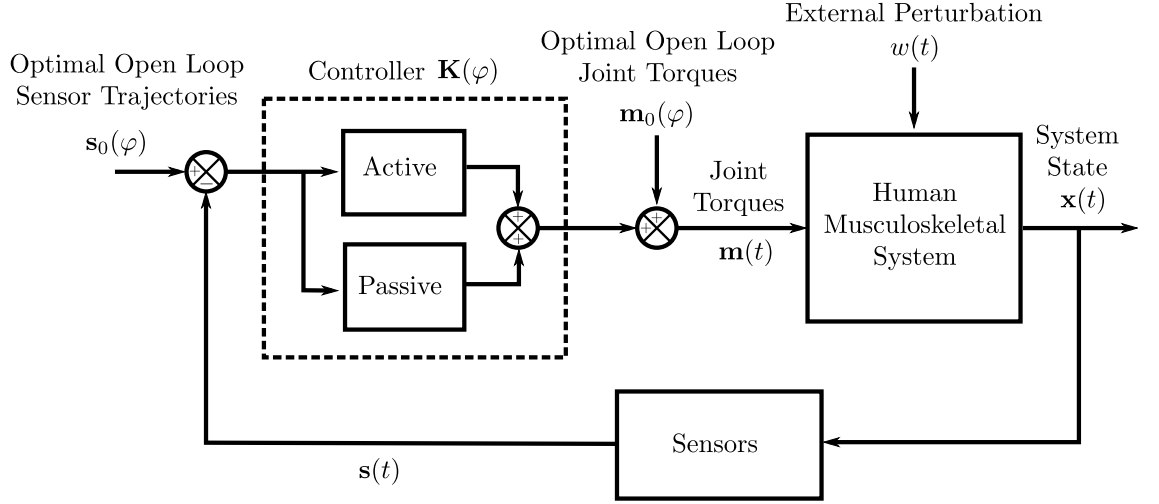 External Perturbation
w(t)
Optimal Open Loop
Joint Torques
m₀(φ)
Optimal Open Loop
Sensor Trajectories
s₀(φ)
Controller K(φ)
+
−
Active
Passive
+
+
+
+
Joint
Torques
m(t)
Human
Musculoskeletal
System
System
State
x(t)
Sensors
s(t)